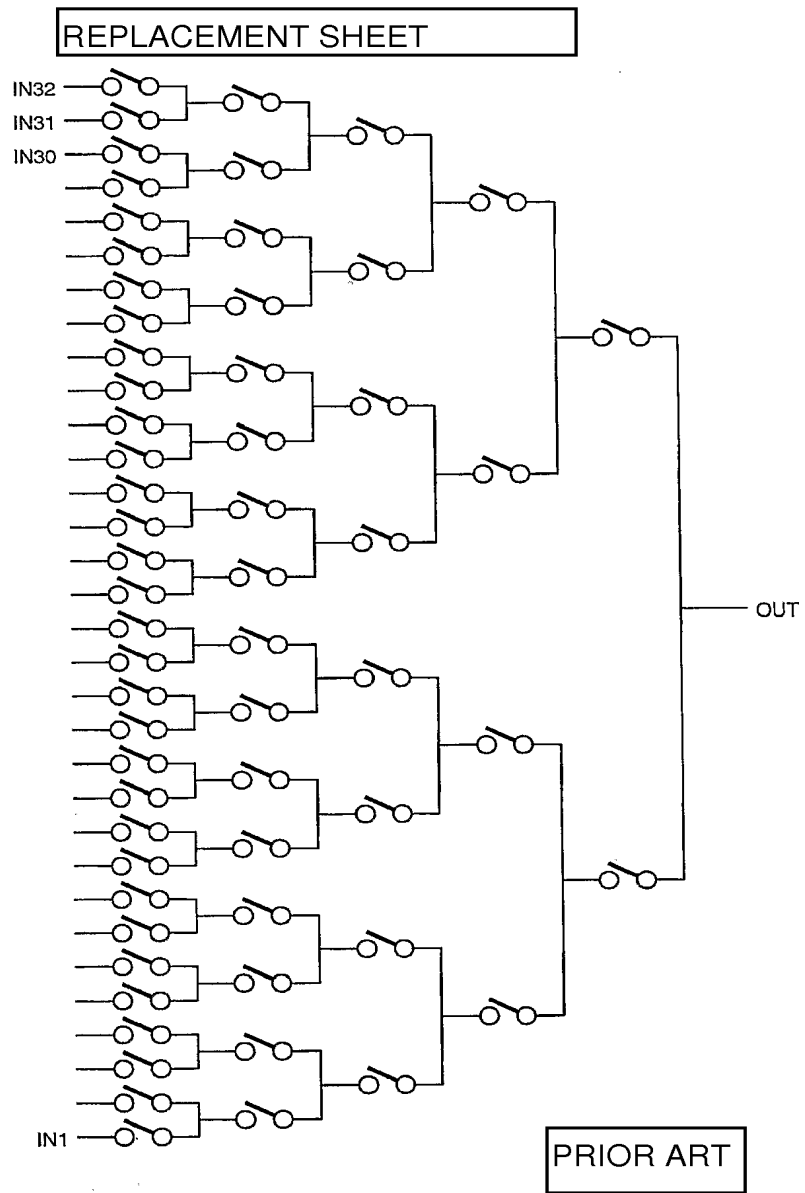 REPLACEMENT SHEET
IN32
IN31
IN30
OUT
IN1
PRIOR ART